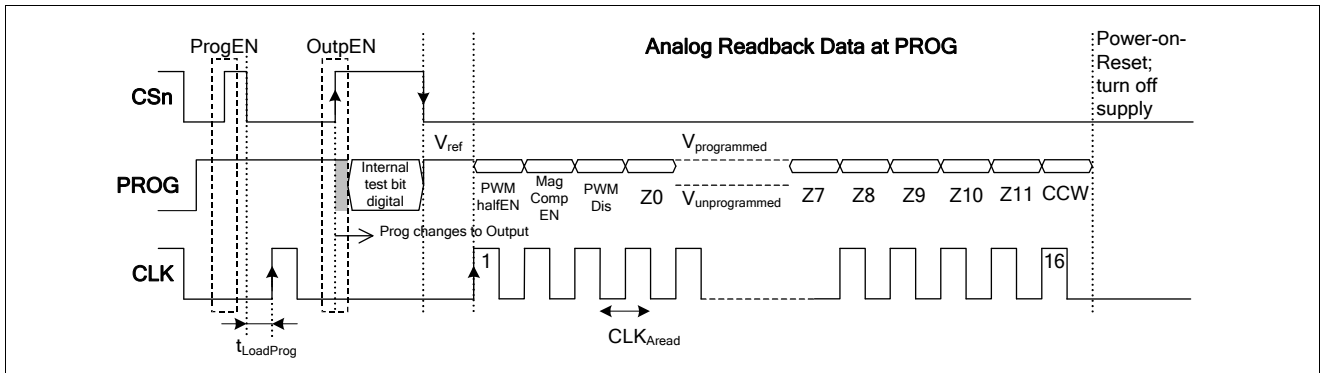 ProgEN
OutpEN
Analog Readback Data at PROG
Power-on-
Reset;
turn off
supply
CSn
Vref
Vprogrammed
PROG
Internal
test bit
digital
PWM
halfEN
Mag
Comp
EN
PWM
Dis
Z0
Vunprogrammed
Z7
Z8
Z9
Z10
Z11
CCW
Prog changes to Output
CLK
1
16
CLKAread
tLoadProg